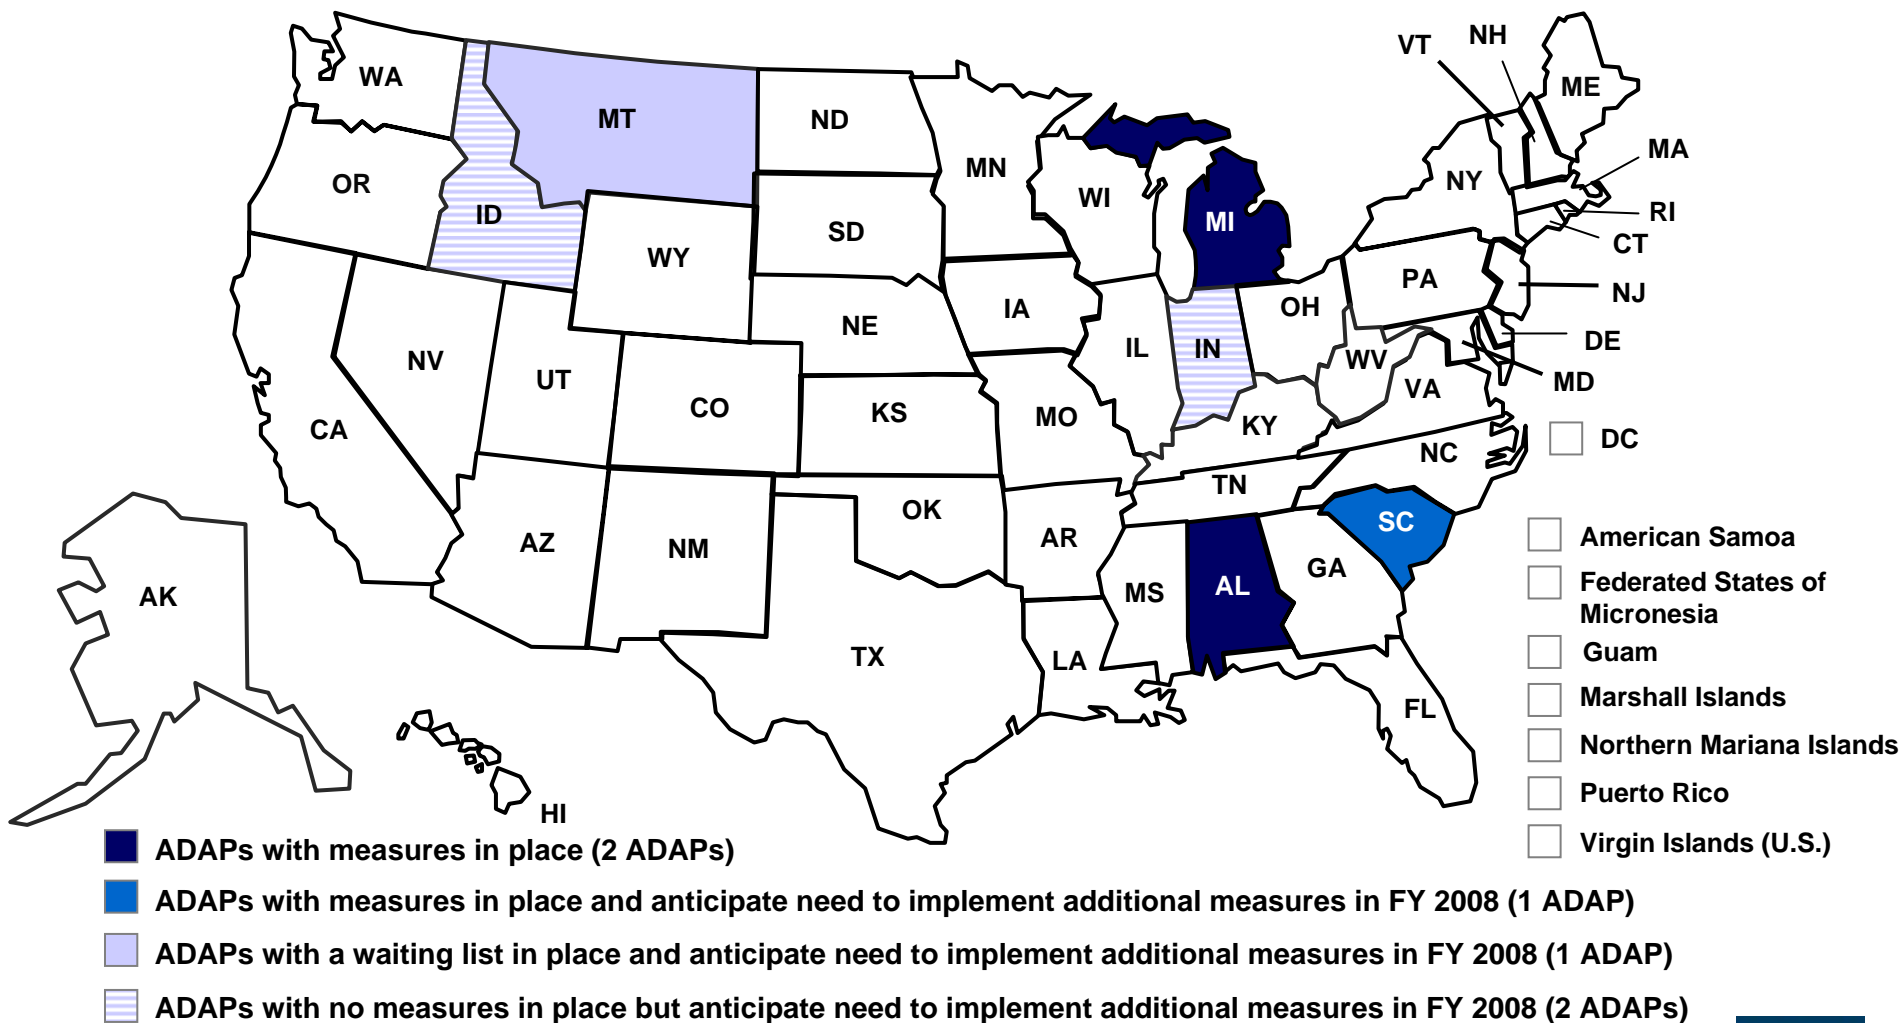 WA
MT
ND
MN
OR
ID
WY
SD
WI
MI
VT
NH
ME
NY
MA
RI
CT
NJ
PA
DE
MD
NV
UT
CO
NE
IA
IL
IN
OH
WV
VA
DC
CA
KS
MO
KY
NC
TN
AZ
NM
OK
AR
SC
MS
AL
GA
TX
LA
FL
AK
HI
American Samoa
Federated States of
Micronesia
Guam
Marshall Islands
Northern Mariana Islands
Puerto Rico
Virgin Islands (U.S.)
ADAPs with measures in place (2 ADAPs)
ADAPs with measures in place and anticipate need to implement additional measures in FY 2008 (1 ADAP)
ADAPs with a waiting list in place and anticipate need to implement additional measures in FY 2008 (1 ADAP)
ADAPs with no measures in place but anticipate need to implement additional measures in FY 2008 (2 ADAPs)